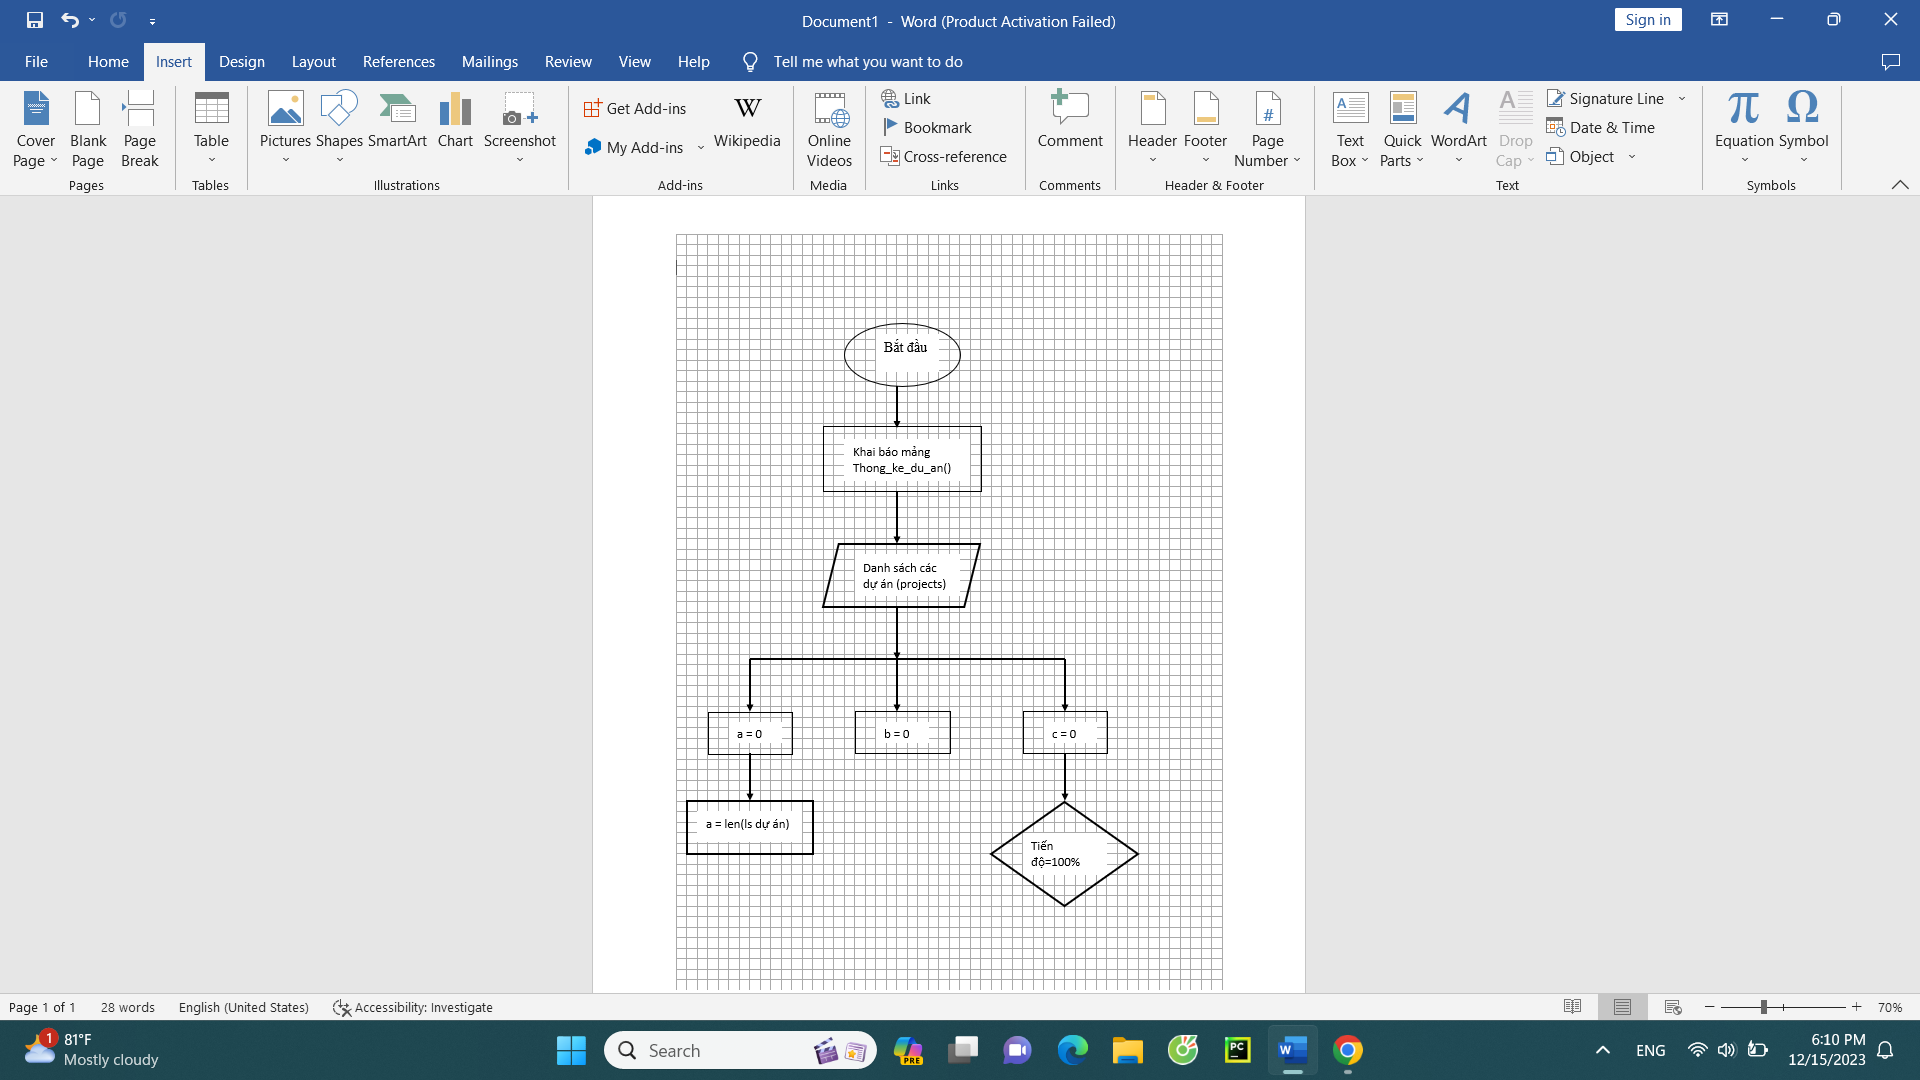 Document1 - Word (Product Activation Failed)
Sign in
File Home Insert Design Layout References Mailings Review View Help Tell me what you want to do
Cover Page
Blank Page
Page Break
Pages
Table
Tables
Pictures
Shapes
SmartArt
Chart
Screenshot
Illustrations
Get Add-ins
My Add-ins
W
Wikipedia
Add-ins
Online Videos
Media
Link
Bookmark
Cross-reference
Links
Comment
Comments
Header
Footer
#
Page Number
Header & Footer
A
Text Box
Quick Parts
A
WordArt
A
Drop Cap
Signature Line
Date & Time
Object
Text
π
Equation
Ω
Symbol
Symbols
Bắt đầu
Khai báo mảng
Thong_ke_du_an()
Danh sách các
dự án (projects)
a = 0
b = 0
c = 0
a = len(ls dự án)
Tiến
độ=100%
Page 1 of 1 28 words English (United States) Accessibility: Investigate
70%
1
81°F
Mostly cloudy
Search
PRE
PC
W
ENG
6:10 PM
12/15/2023